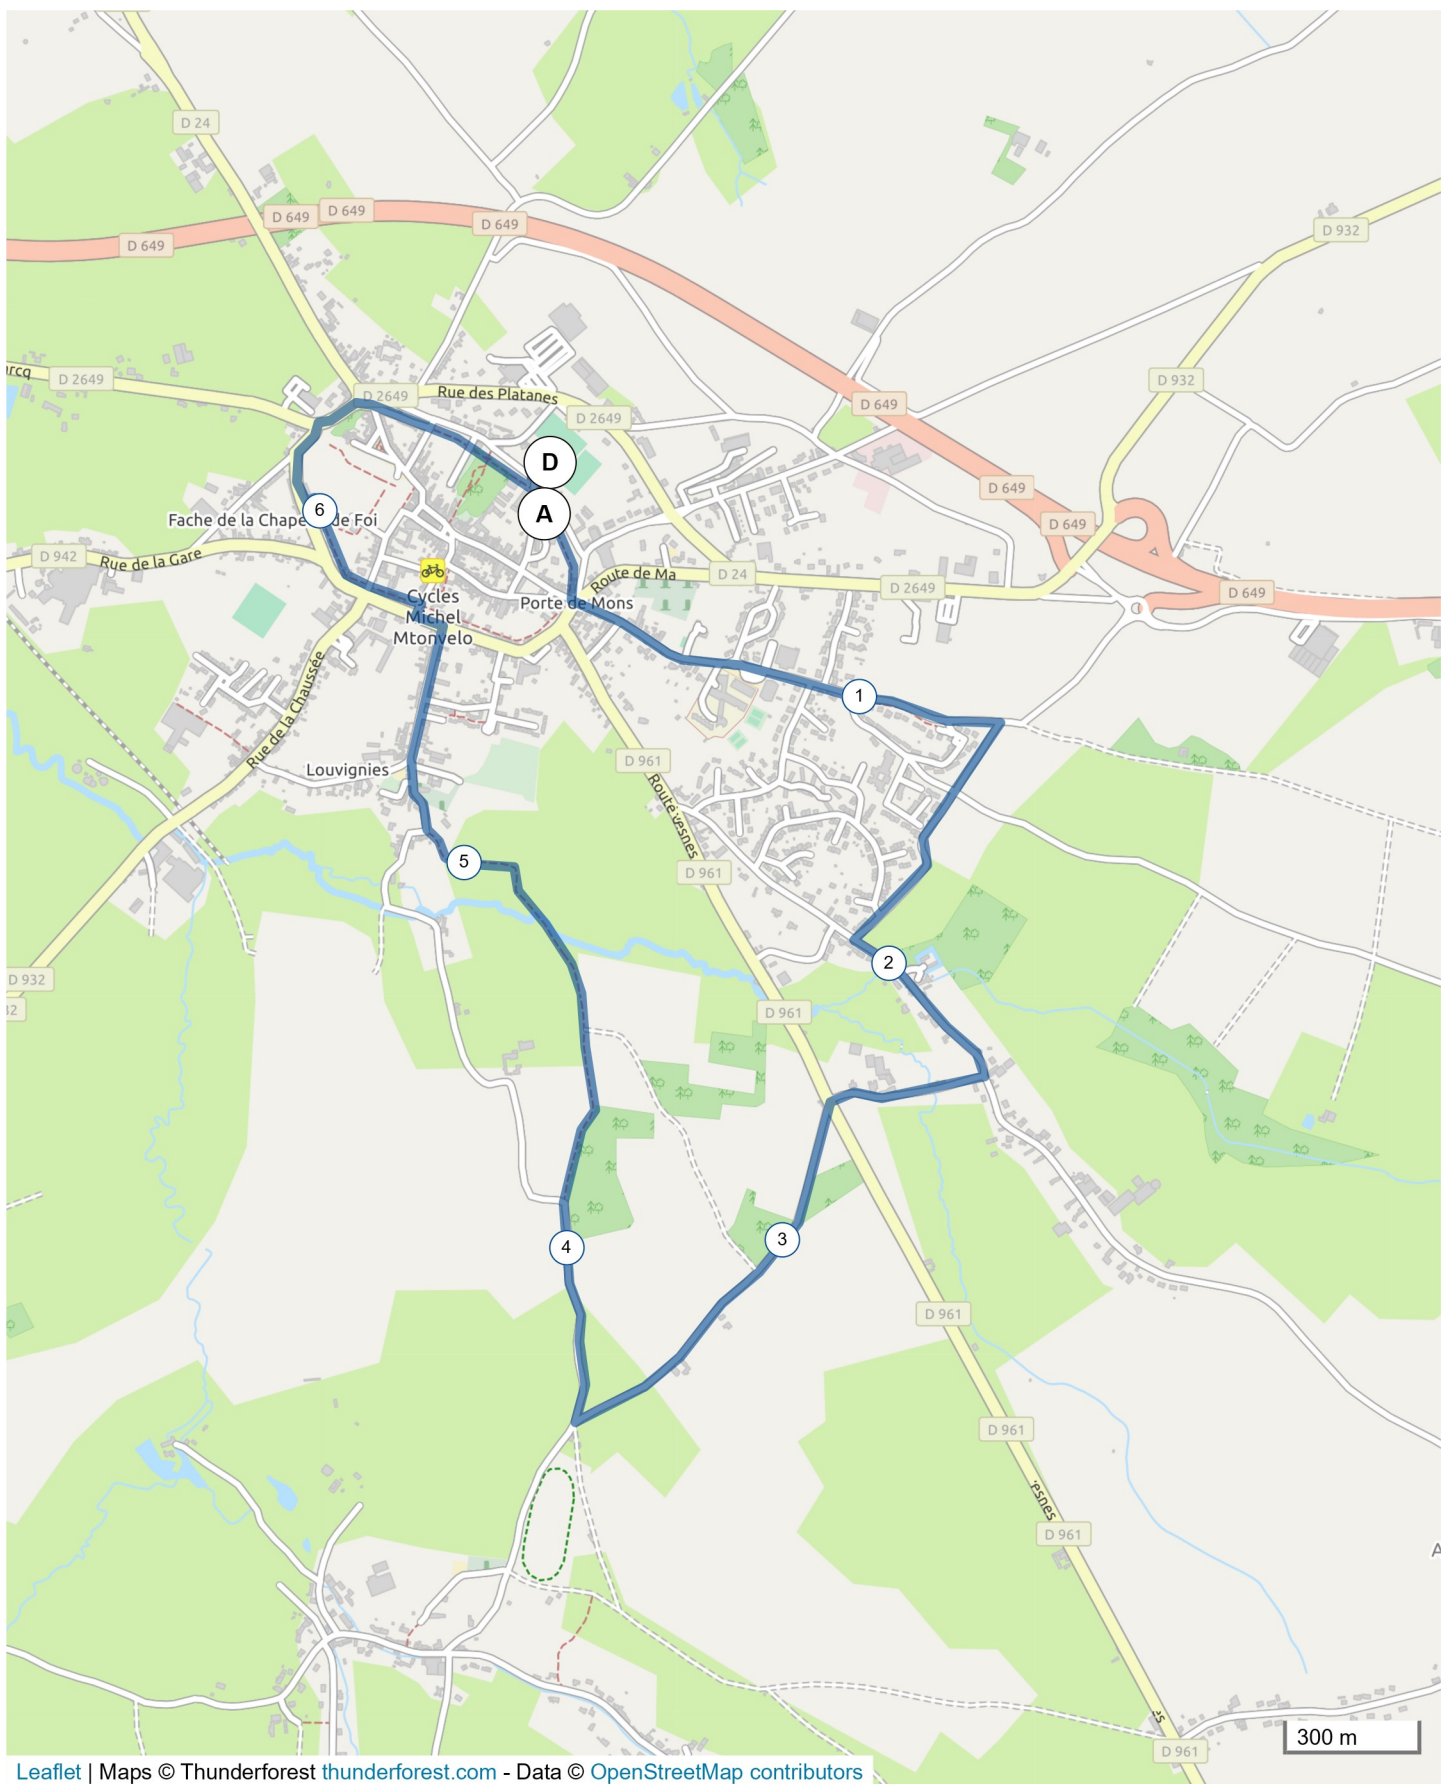 D 24
D 649
D 649
D 649
D 649
D 932
D 2649
D 2649
Rue des Platanes
D 2649
D 932
D 649
D
D 649
A
6
Fache de la Chape
de Foi
D 649
D 942
Rue de la Gare
Route de Ma
D 24
D 2649
D 649
Cycles
Michel
Mtonvelo
Porte de Mons
1
Rue de la Chaussée
Louvignies
D 961
Route
vesnes
5
D 961
D 932
2
D 961
3
4
D 961
D 961
esnes
D 961
D 961
300 m
Leaflet | Maps © Thunderforest thunderforest.com - Data © OpenStreetMap contributors